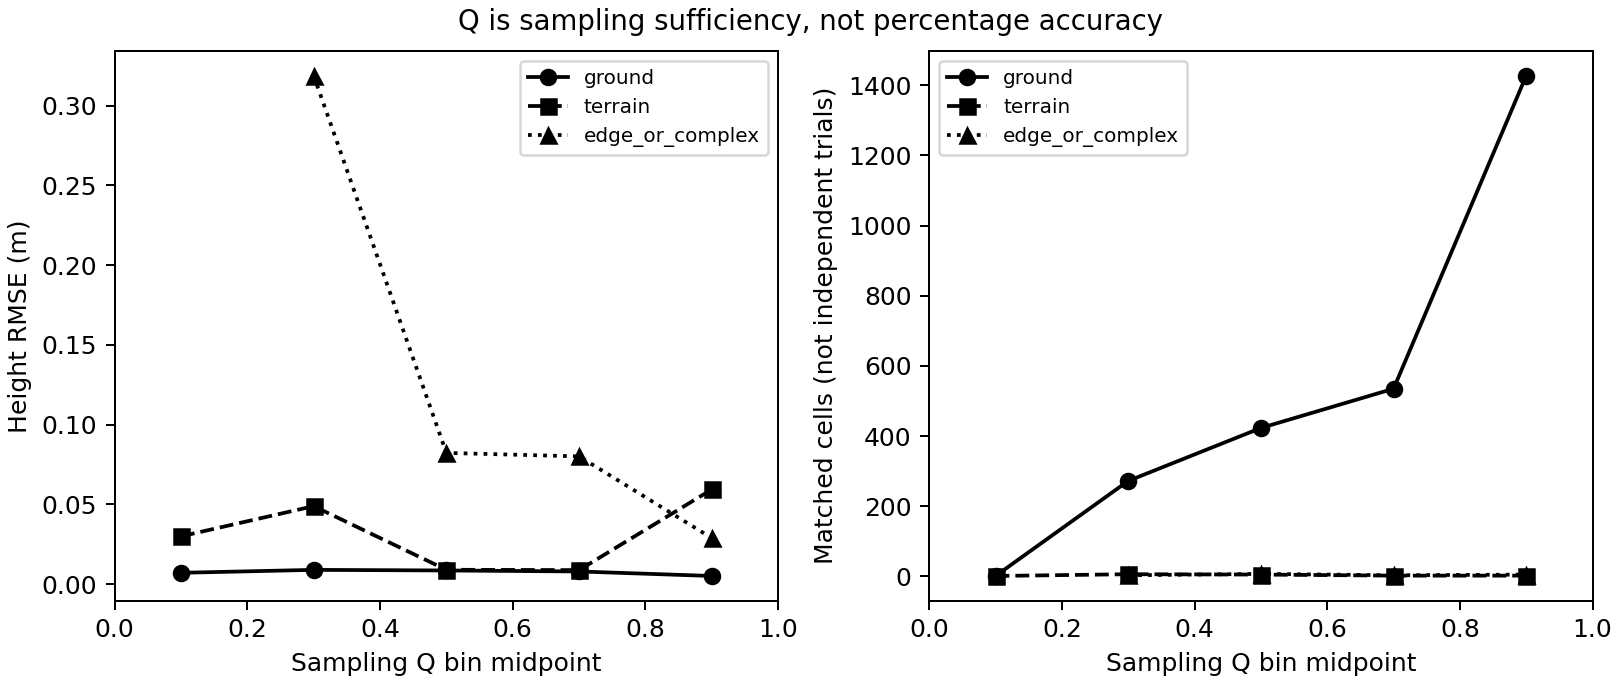 Q is sampling sufficiency, not percentage accuracy
Height RMSE (m)
0.30
0.25
0.20
0.15
0.10
0.05
0.00
ground
terrain
edge_or_complex
0.0 0.2 0.4 0.6 0.8 1.0
Sampling Q bin midpoint
Matched cells (not independent trials)
1400
1200
1000
800
600
400
200
0
ground
terrain
edge_or_complex
0.0 0.2 0.4 0.6 0.8 1.0
Sampling Q bin midpoint